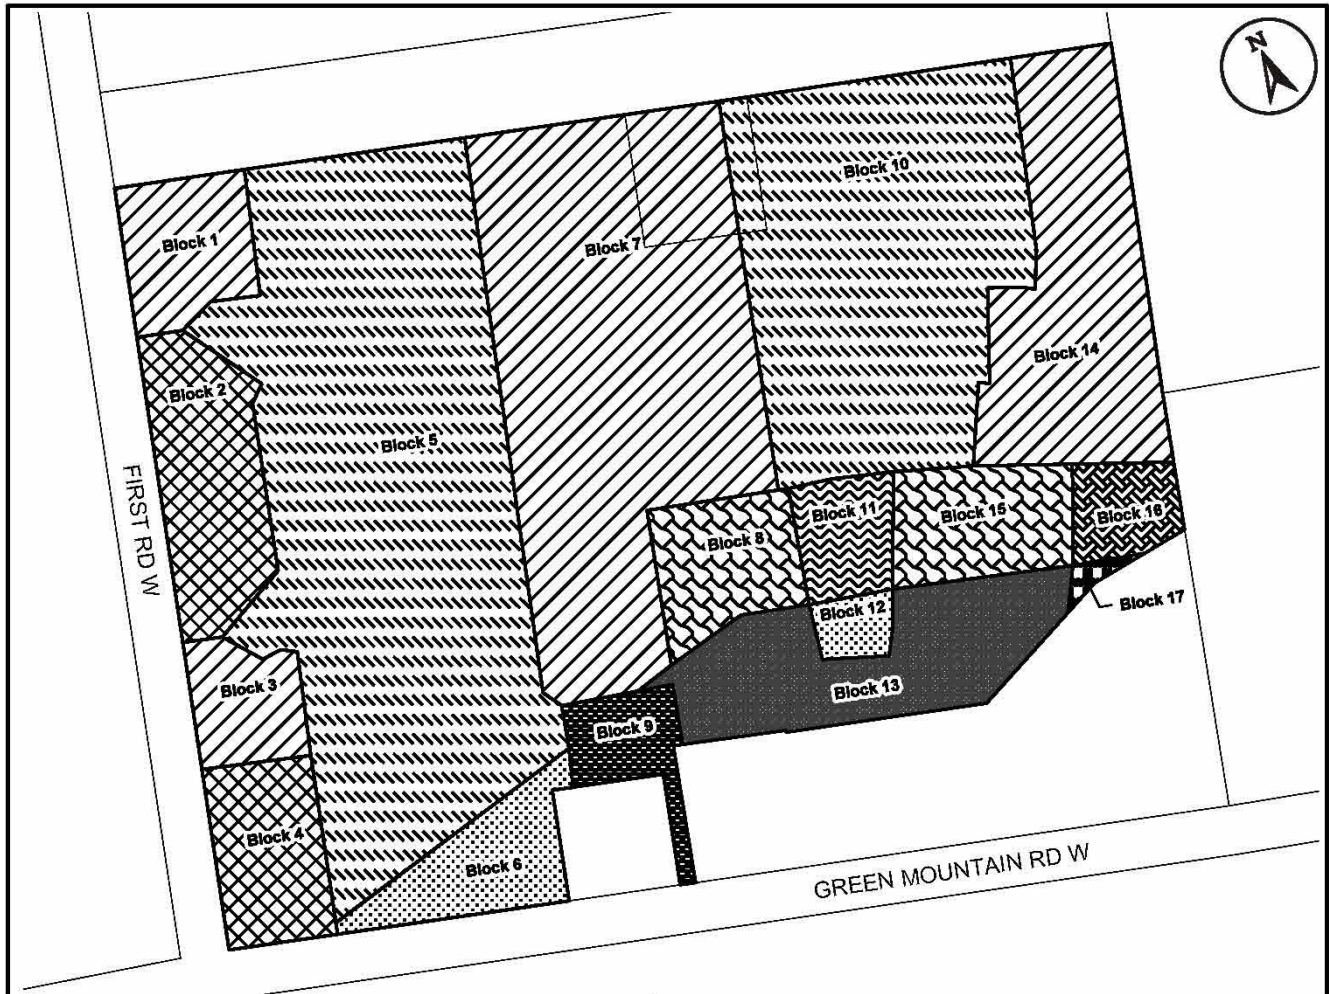 N
Block 10
Block 1
Block 7
Block 14
Block 2
Block 5
FIRST RD W
Block 11
Block 15
Block 16
Block 8
Block 12
Block 17
Block 3
Block 13
Block 9
Block 4
Block 6
GREEN MOUNTAIN RD W